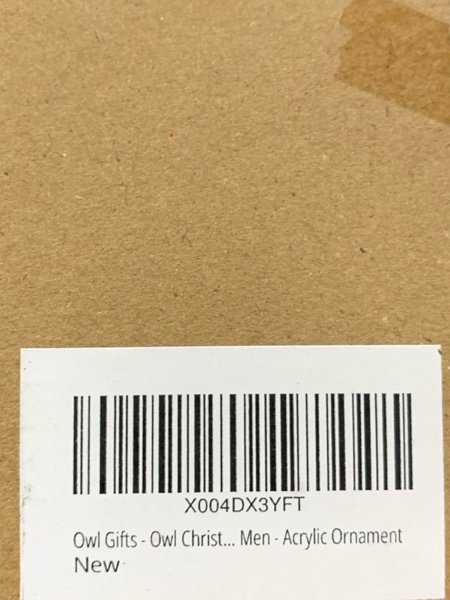 X004DX3YFT
Owl Gifts - Owl Christ... Men - Acrylic Ornament
New